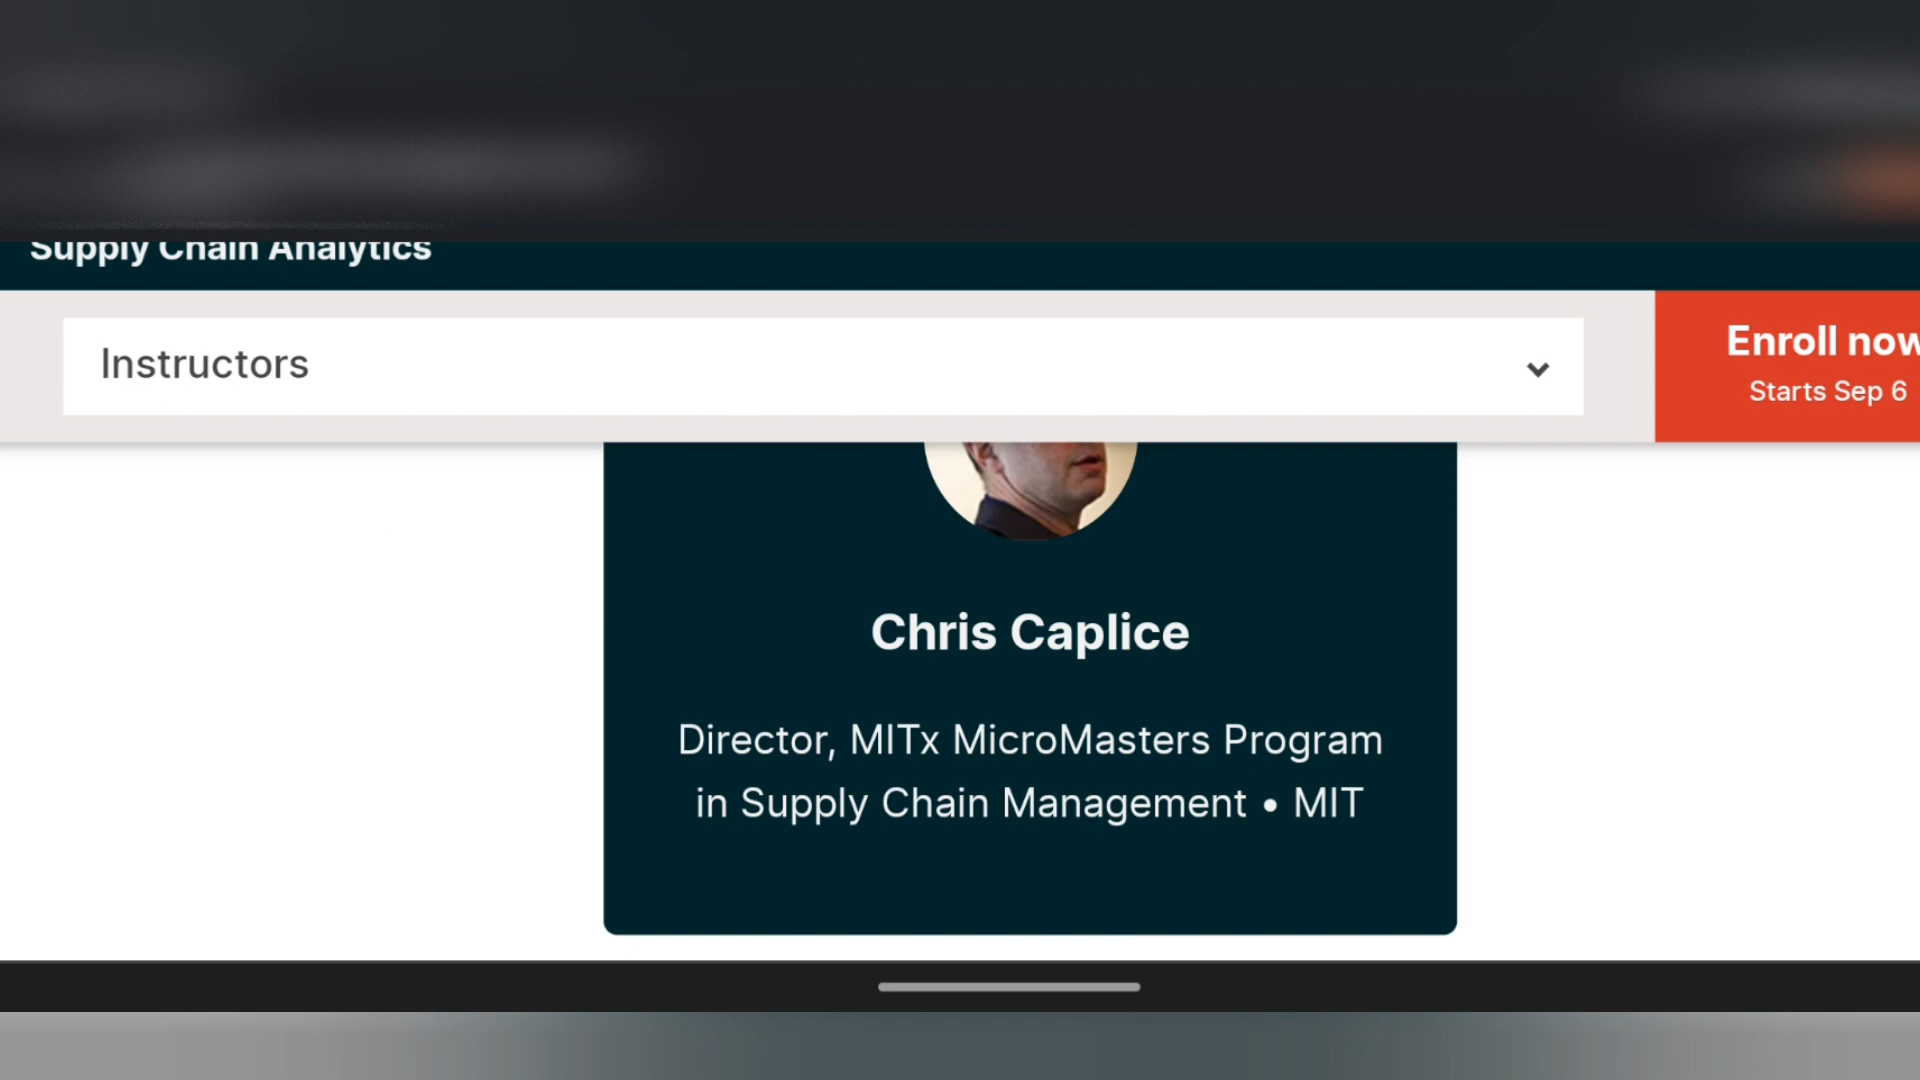 Supply Chain Analytics
Instructors
Enroll now
Starts Sep 6
Chris Caplice
Director, MITx MicroMasters Program
in Supply Chain Management • MIT